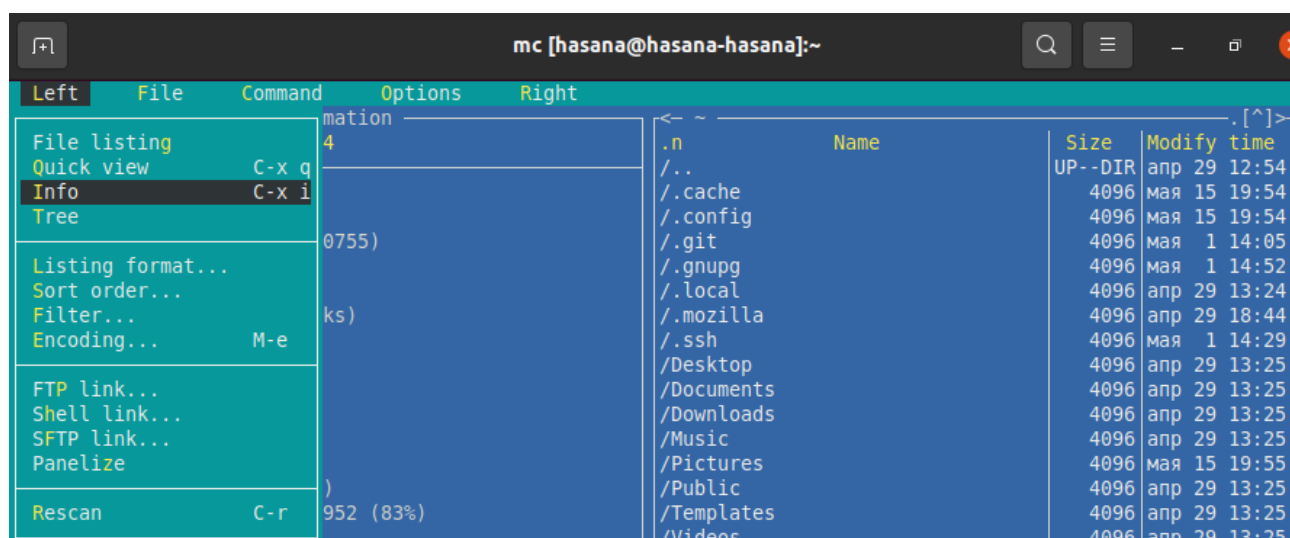 mc [hasana@hasana-hasana]:~
Left File Command Options Right
mation
<─ ~ .[^]>
File listing 4 .n Name Size Modify time
Quick view C-x q /.. UP--DIR апр 29 12:54
Info C-x i /.cache 4096 мая 15 19:54
Tree /.config 4096 мая 15 19:54
0755) /.git 4096 мая 1 14:05
Listing format... /.gnupg 4096 мая 1 14:52
Sort order... /.local 4096 апр 29 13:24
Filter... ks) /.mozilla 4096 апр 29 18:44
Encoding... M-e /.ssh 4096 мая 1 14:29
/Desktop 4096 апр 29 13:25
FTP link... /Documents 4096 апр 29 13:25
Shell link... /Downloads 4096 апр 29 13:25
SFTP link... /Music 4096 апр 29 13:25
Panelize /Pictures 4096 мая 15 19:55
) /Public 4096 апр 29 13:25
Rescan C-r 952 (83%) /Templates 4096 апр 29 13:25
/Videos 4096 апр 29 13:25